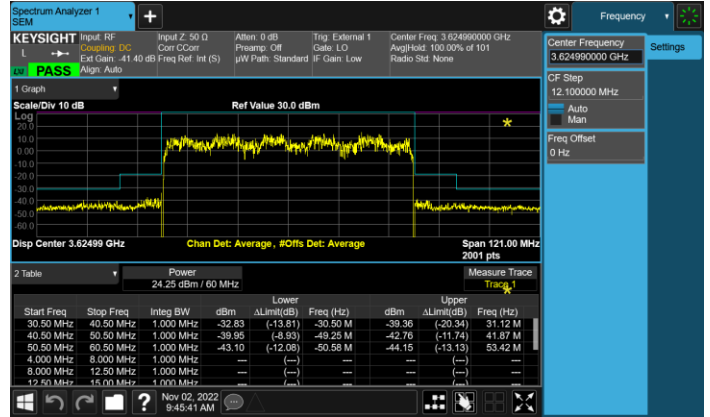 Spectrum Analyzer 1
SEM
Frequency
KEYSIGHT
Input: RF
Coupling: DC
Ext Gain: -41.40 dB
Align: Auto
Input Z: 50 Ω
Corr CCorr
Freq Ref: Int (S)
Atten: 0 dB
Preamp: Off
µW Path: Standard
Trig: External 1
Gate: LO
IF Gain: Low
Center Freq: 3.624990000 GHz
Avg|Hold: 100.00% of 101
Radio Std: None
L
PASS
Center Frequency
3.624990000 GHz
Settings
CF Step
12.100000 MHz
Auto
Man
Freq Offset
0 Hz
1 Graph
Scale/Div 10 dB
Ref Value 30.0 dBm
Log
20.0
10.0
0.00
-10.0
-20.0
-30.0
-40.0
-50.0
-60.0
Disp Center 3.62499 GHz
Chan Det: Average , #Offs Det: Average
Span 121.00 MHz
2001 pts
2 Table
Power
24.25 dBm / 60 MHz
Measure Trace
Trace 1
Lower
Upper
Start Freq Stop Freq Integ BW dBm ΔLimit(dB) Freq (Hz) dBm ΔLimit(dB) Freq (Hz)
30.50 MHz 40.50 MHz 1.000 MHz -32.83 (-13.81) -30.50 M -39.36 (-20.34) 31.12 M
40.50 MHz 50.50 MHz 1.000 MHz -39.95 (-8.93) -49.25 M -42.76 (-11.74) 41.87 M
50.50 MHz 60.50 MHz 1.000 MHz -43.10 (-12.08) -50.58 M -44.15 (-13.13) 53.42 M
4.000 MHz 8.000 MHz 1.000 MHz --- (---) --- --- (---) ---
8.000 MHz 12.50 MHz 1.000 MHz --- (---) --- --- (---) ---
12.50 MHz 15.00 MHz 1.000 MHz --- (---) --- --- (---) ---
Nov 02, 2022
9:45:41 AM